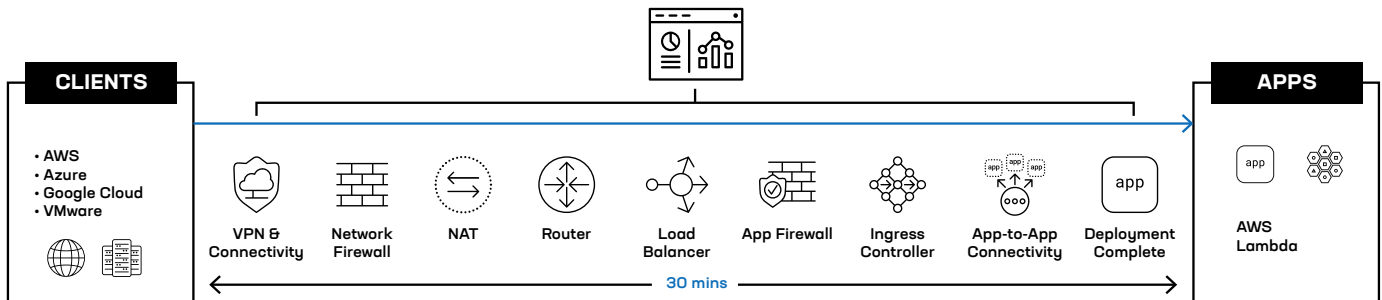 CLIENTS
APPS
• AWS
• Azure
• Google Cloud
• VMware
VPN &
Connectivity
Network
Firewall
NAT
Router
Load
Balancer
App Firewall
Ingress
Controller
app
app
app
App-to-App
Connectivity
app
Deployment
Complete
30 mins
app
AWS
Lambda